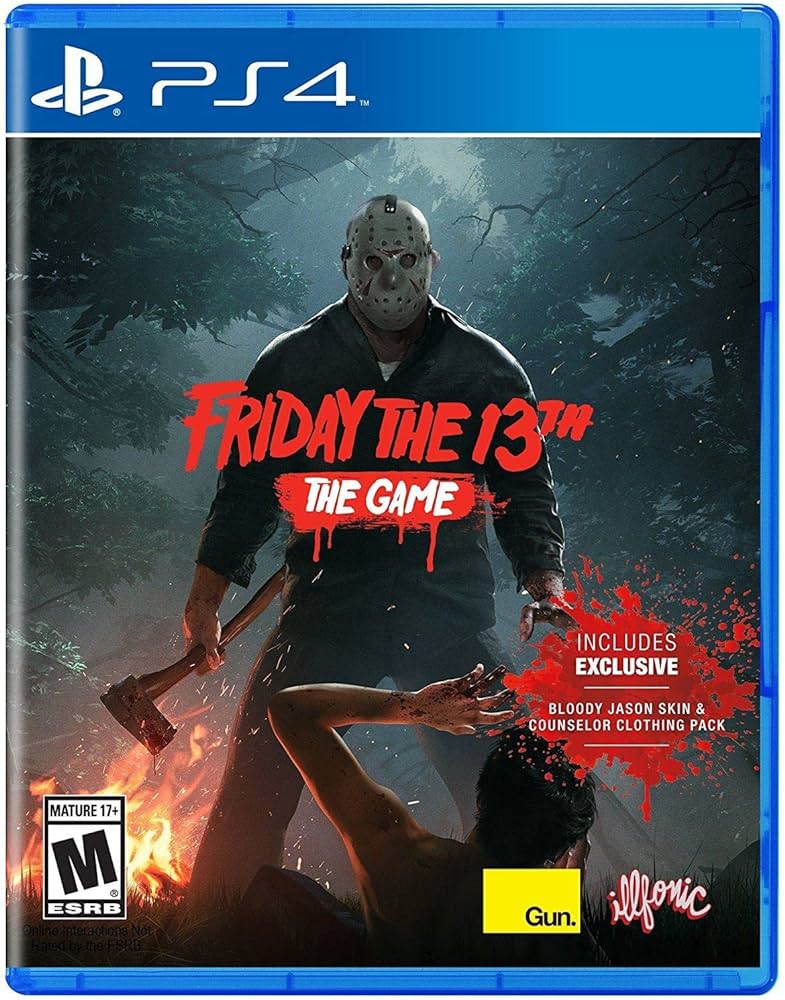 PS4™
FRIDAY THE 13TH
THE GAME
INCLUDES
EXCLUSIVE
BLOODY JASON SKIN &
COUNSELOR CLOTHING PACK
MATURE 17+
M
®
ESRB
Online Interactions Not
Rated by the ESRB
Gun.
illfonic